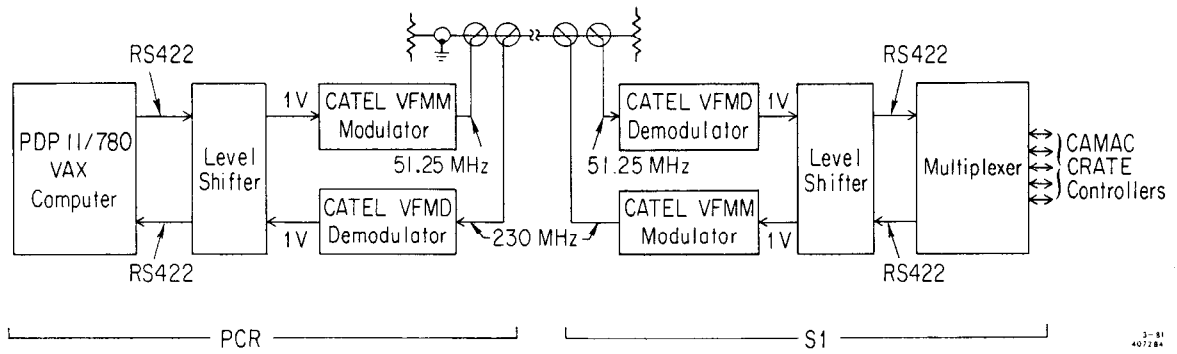 RS422
PDP 11/780
VAX
Computer
RS422
Level
Shifter
1V
1V
CATEL VFMM
Modulator
51.25 MHz
CATEL VFMD
Demodulator
230 MHz
51.25 MHz
CATEL VFMD
Demodulator
CATEL VFMM
Modulator
1V
1V
Level
Shifter
RS422
RS422
Multiplexer
CAMAC
CRATE
Controllers
PCR
S1
3-81
4072B4